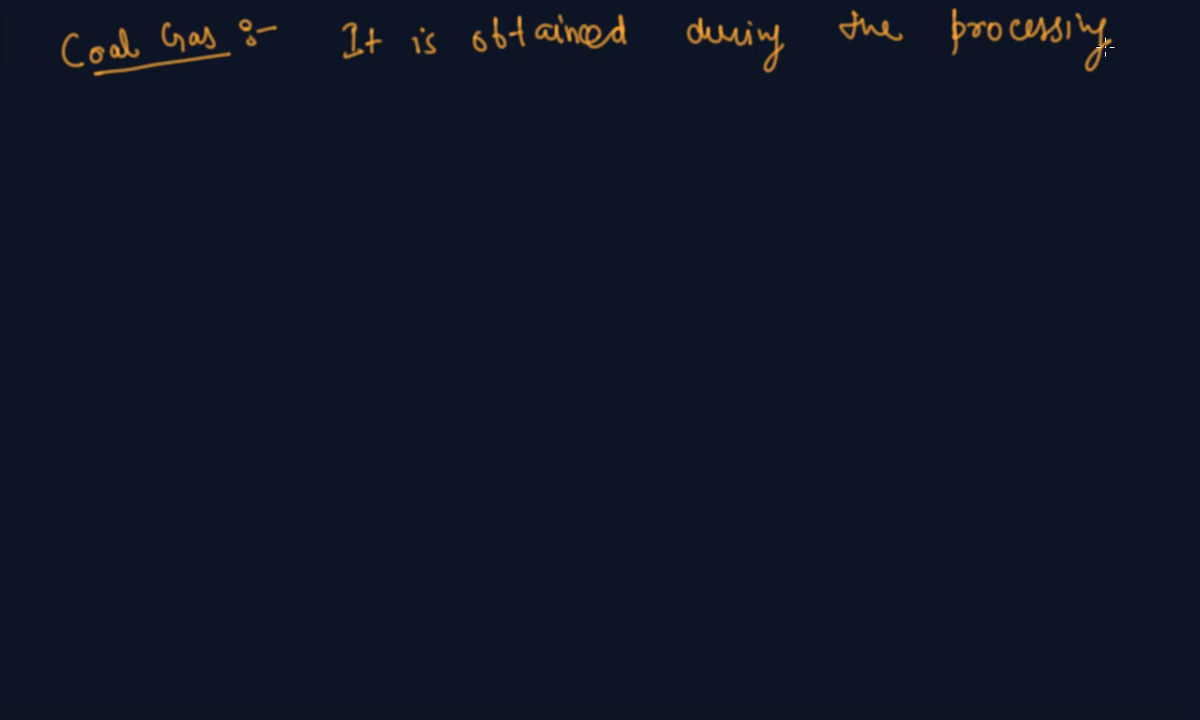 Coal Gas :- It is obtained during the processing